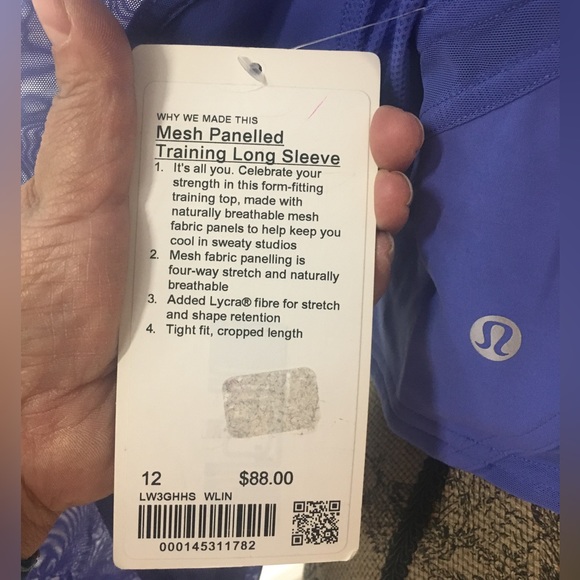 WHY WE MADE THIS
Mesh Panelled
Training Long Sleeve
1. It's all you. Celebrate your
strength in this form-fitting
training top, made with
naturally breathable mesh
fabric panels to help keep you
cool in sweaty studios
2. Mesh fabric panelling is
four-way stretch and naturally
breathable
3. Added Lycra® fibre for stretch
and shape retention
4. Tight fit, cropped length
12 $88.00
LW3GHHS WLIN
000145311782